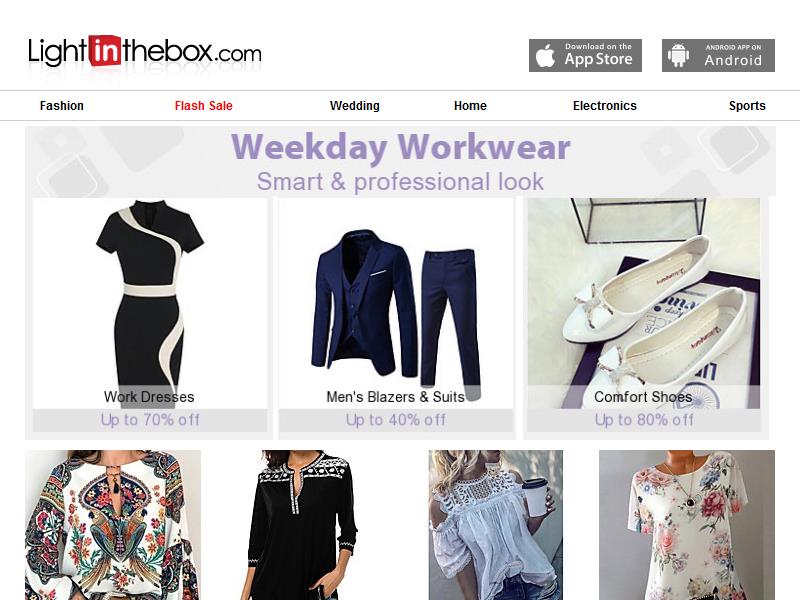 Lightinthebox.com
Download on the
App Store
ANDROID APP ON
Android
Fashion
Flash Sale
Wedding
Home
Electronics
Sports
Weekday Workwear
Smart & professional look
Work Dresses
Up to 70% off
Men's Blazers & Suits
Up to 40% off
Comfort Shoes
Up to 80% off